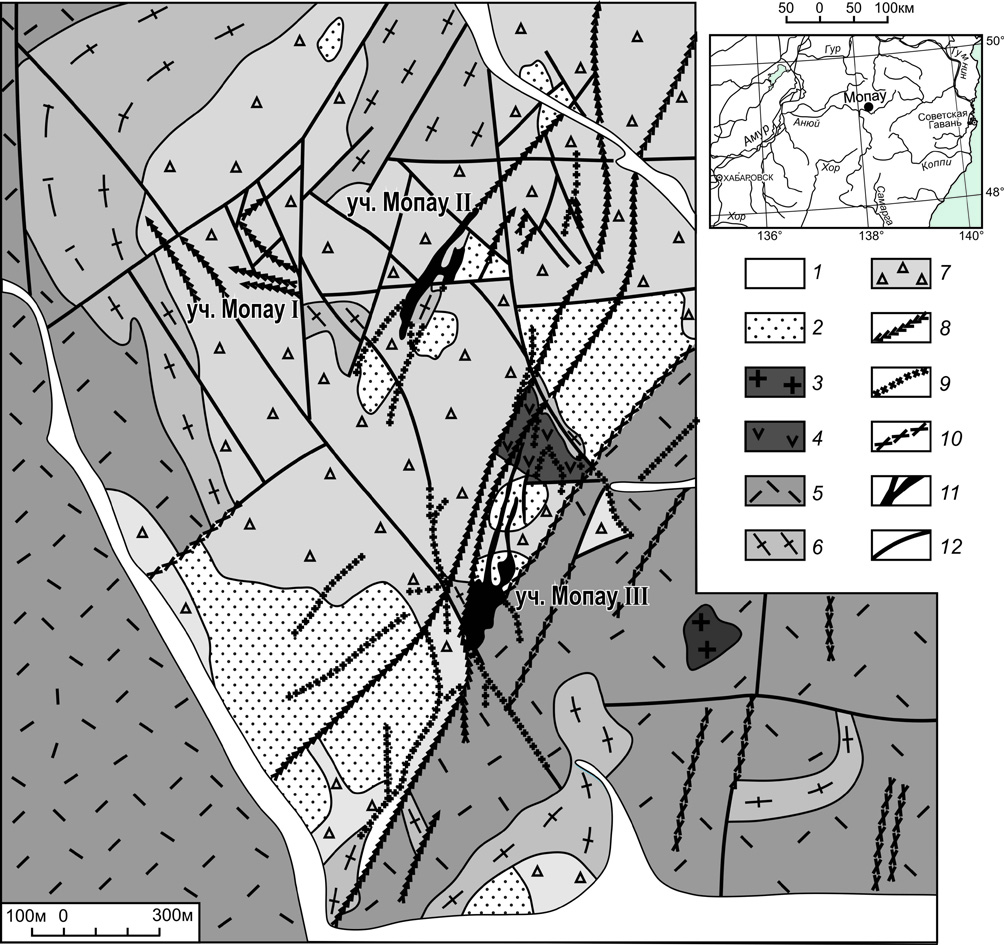 50 0 50 100км
50°
Гур
Тумнин
Мопау
Советская
Гавань
Анюй
Амур
Хор
Коппи
ХАБАРОВСК
Самарга
48°
Хор
136° 138° 140°
уч. Мопау II
уч. Мопау I
уч. Мопау III
1 7
2 8
3 9
4 10
5 11
6 12
100м 0 300м